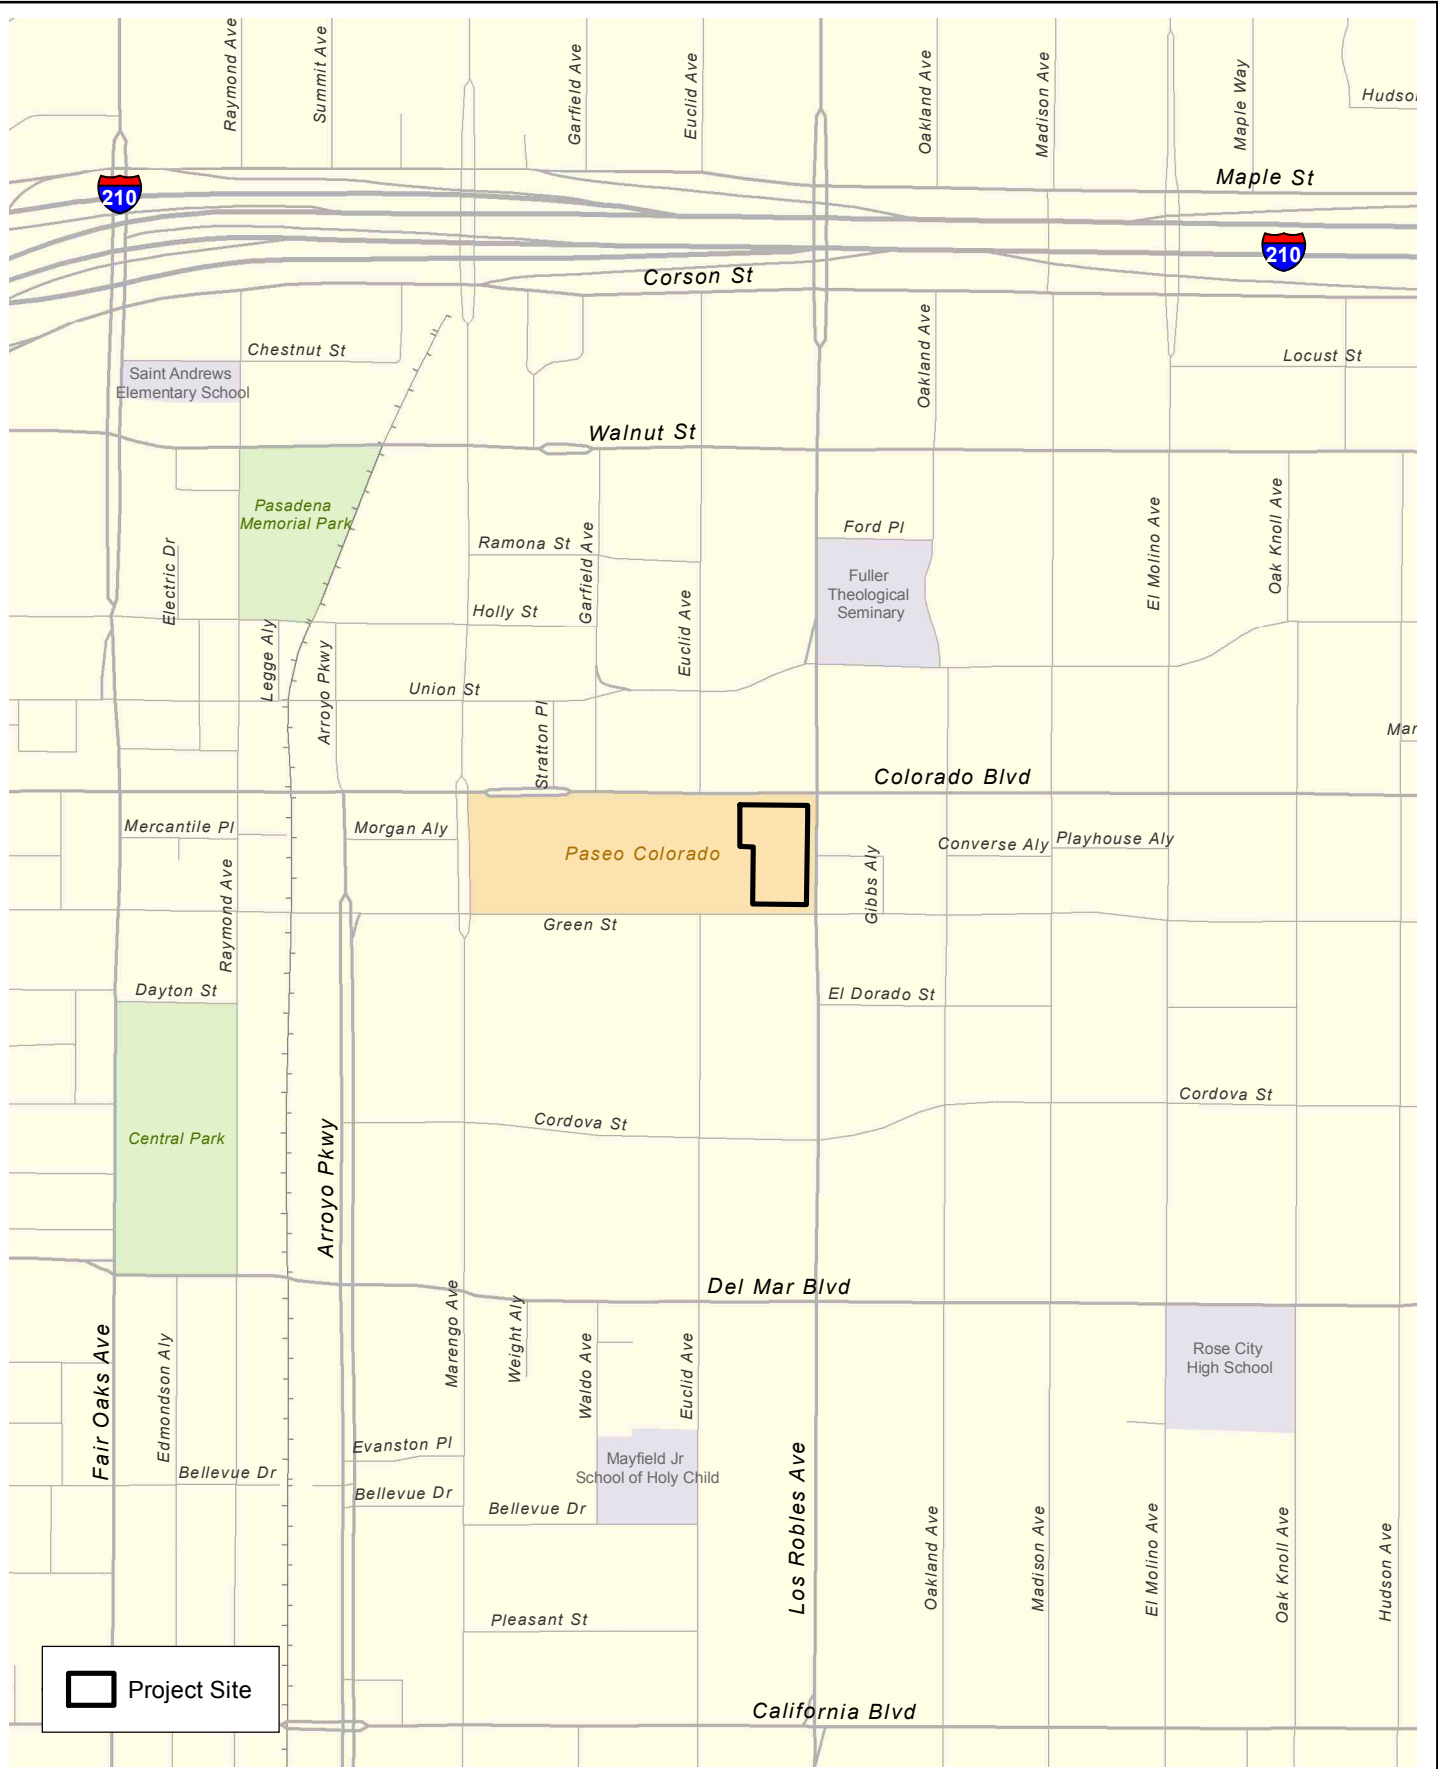 Raymond Ave
Summit Ave
Garfield Ave
Euclid Ave
Oakland Ave
Madison Ave
Maple Way
Hudso
Maple St
210
210
Corson St
Chestnut St
Oakland Ave
Locust St
Saint Andrews
Elementary School
Walnut St
Pasadena
Memorial Park
Electric Dr
Ramona St
Garfield Ave
Ford Pl
El Molino Ave
Oak Knoll Ave
Fuller
Theological
Seminary
Holly St
Euclid Ave
Legge Aly
Arroyo Pkwy
Union St
Stratton Pl
Mar
Colorado Blvd
Mercantile Pl
Morgan Aly
Paseo Colorado
Converse Aly
Playhouse Aly
Gibbs Aly
Raymond Ave
Green St
Dayton St
El Dorado St
Cordova St
Cordova St
Central Park
Arroyo Pkwy
Del Mar Blvd
Marengo Ave
Weight Aly
Waldo Ave
Euclid Ave
Fair Oaks Ave
Edmondson Aly
Rose City
High School
Evanston Pl
Mayfield Jr
School of Holy Child
Bellevue Dr
Bellevue Dr
Bellevue Dr
Los Robles Ave
Oakland Ave
Madison Ave
El Molino Ave
Oak Knoll Ave
Hudson Ave
Pleasant St
Project Site
California Blvd